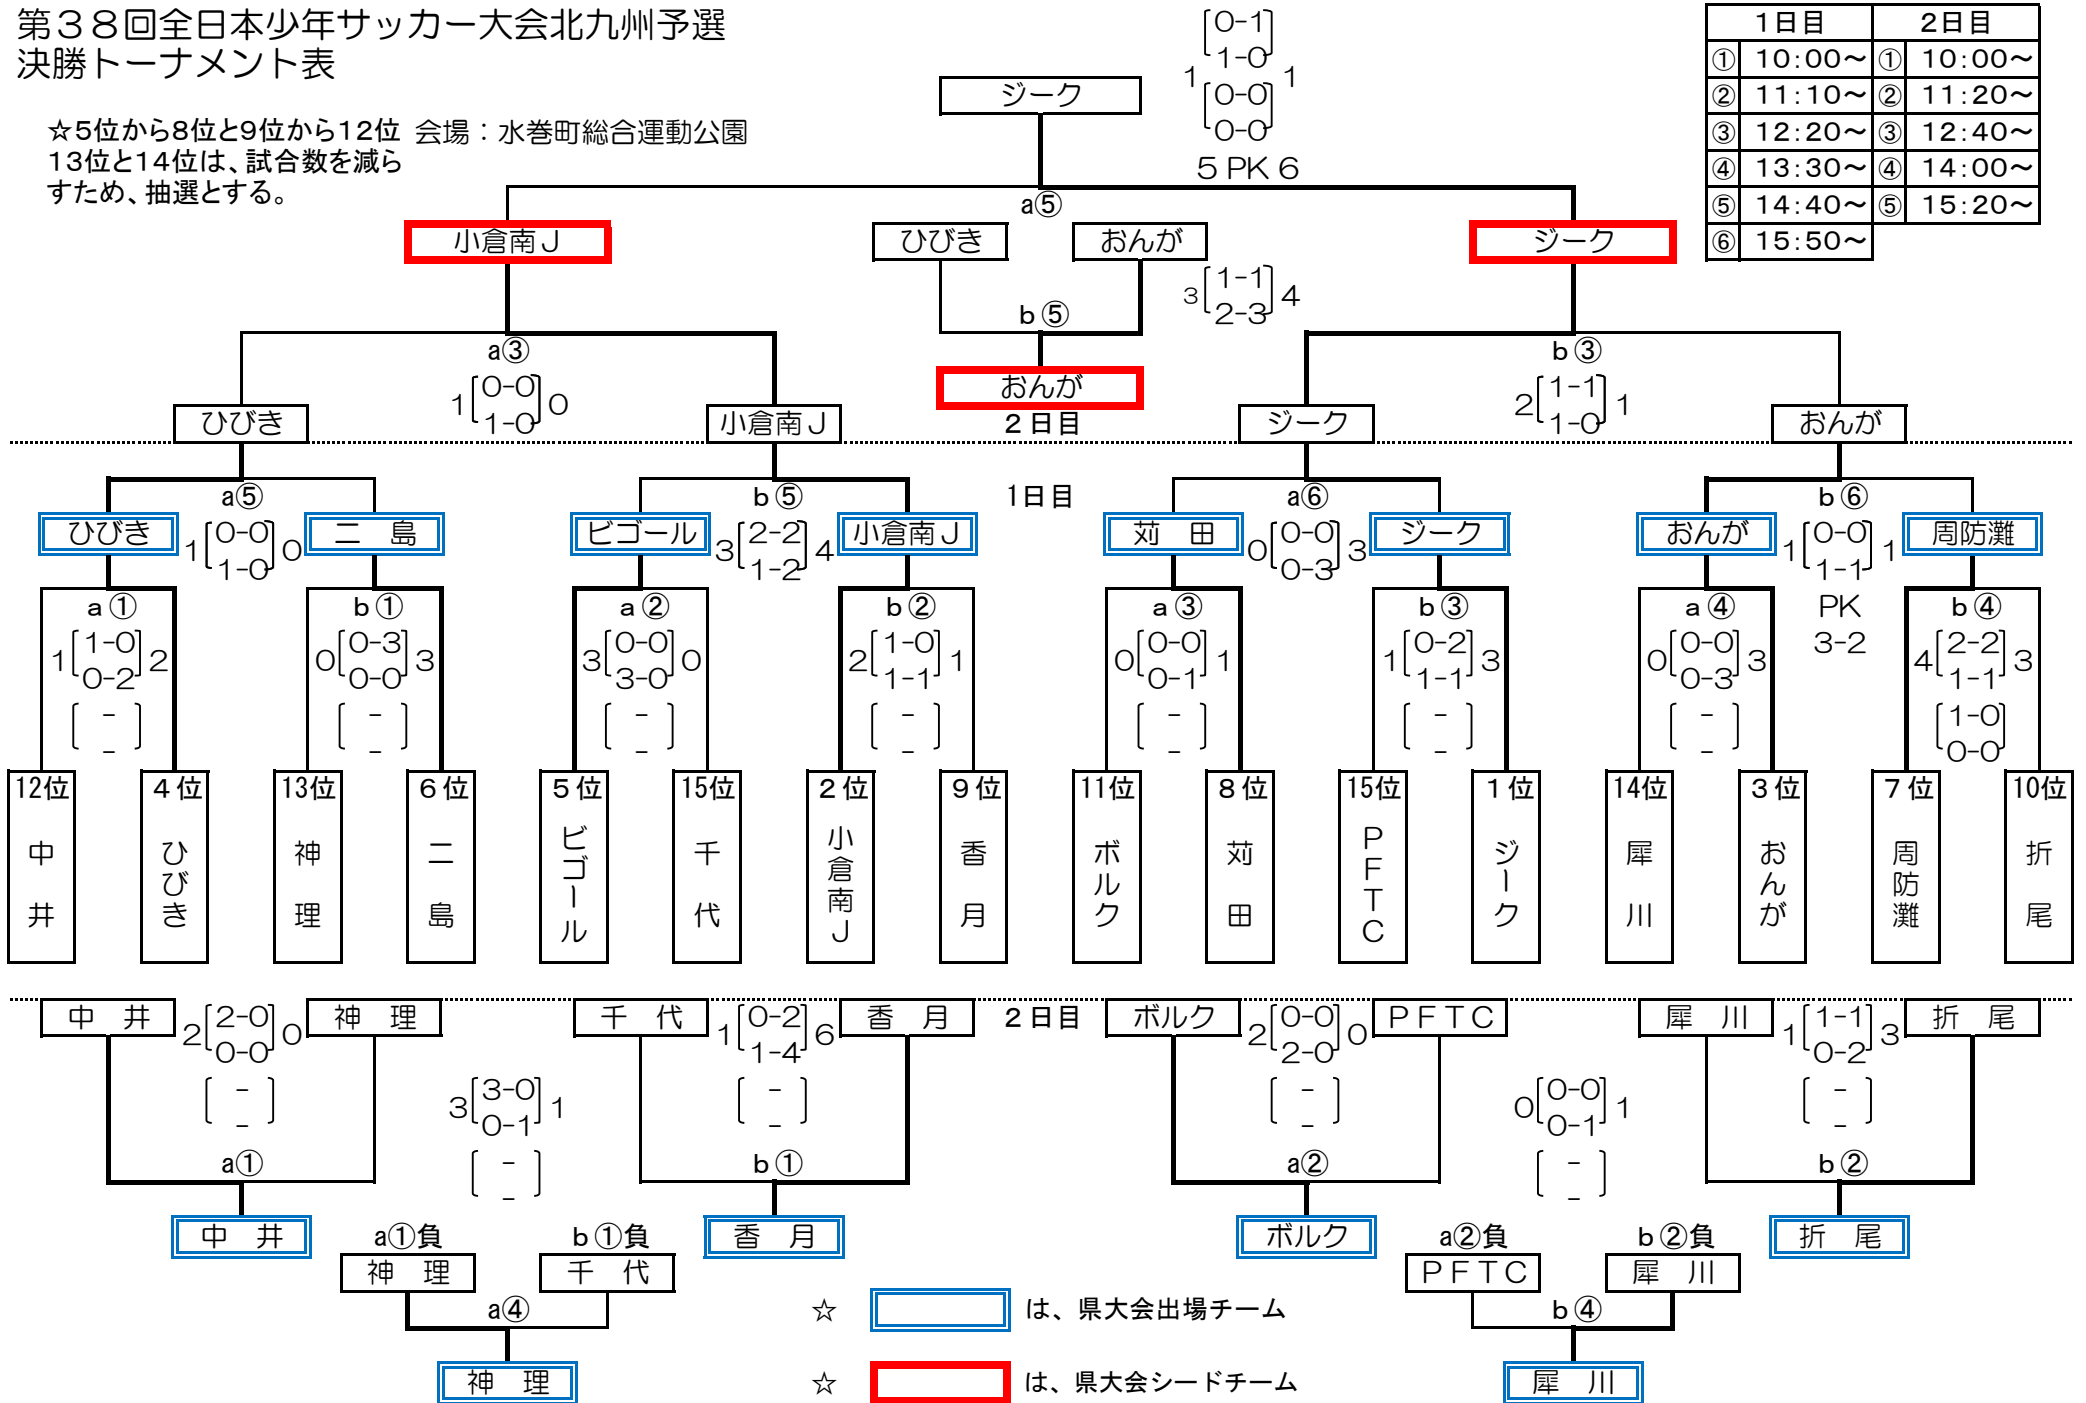 第３８回全日本少年サッカー大会北九州予選
決勝トーナメント表
☆5位から8位と9位から12位
13位と14位は、試合数を減ら
すため、抽選とする。
会場：水巻町総合運動公園
1日目 2日目
① 10:00～ ① 10:00～
② 11:10～ ② 11:20～
③ 12:20～ ③ 12:40～
④ 13:30～ ④ 14:00～
⑤ 14:40～ ⑤ 15:20～
⑥ 15:50～
ジーク
0-1
1 1-0 1
0-0
0-0
5 PK 6
a⑤
小倉南Ｊ ひびき おんが ジーク
1-1
3 4
2-3
b⑤
おんが
2日目
a③
0-0
1 0
1-0
b③
1-1
2 1
1-0
ひびき 小倉南Ｊ ジーク おんが
1日目
a⑤ b⑤ a⑥ b⑥
ひびき 1 0-0 0 二 島 ビゴール 3 2-2 4 小倉南Ｊ 苅 田 0 0-0 3 ジーク おんが 1 0-0 1 周防灘
1-0 1-2 0-3 1-1
PK
3-2
a① b① a② b② a③ b③ a④ b④
1 1-0 2 0 0-3 3 3 0-0 0 2 1-0 1 0 0-0 1 1 0-2 3 0 0-0 3 4 2-2 3
0-2 0-0 3-0 1-1 0-1 1-1 0-3 1-1
- - - - - - - 1-0
- - - - - - - 0-0
12位 4位 13位 6位 5位 15位 2位 9位 11位 8位 15位 1位 14位 3位 7位 10位
中井 ひびき 神理 二島 ビゴール 千代 小倉南Ｊ 香月 ボルク 苅田 PFTC ジーク 犀川 おんが 周防灘 折尾
中 井 2 2-0 0 神 理 千 代 1 0-2 6 香 月 2日目 ボルク 2 0-0 0 ＰＦＴＣ 犀 川 1 1-1 3 折 尾
0-0 1-4 2-0 0-2
- - - -
- - - -
3-0
3 1
0-1
-
-
0-0
0 1
0-1
-
-
a① b① a② b②
中 井 香 月 ボルク 折 尾
a①負 b①負 a②負 b②負
神 理 千 代 ＰＦＴＣ 犀 川
a④ b④
神 理 犀 川
☆ は、県大会出場チーム
☆ は、県大会シードチーム